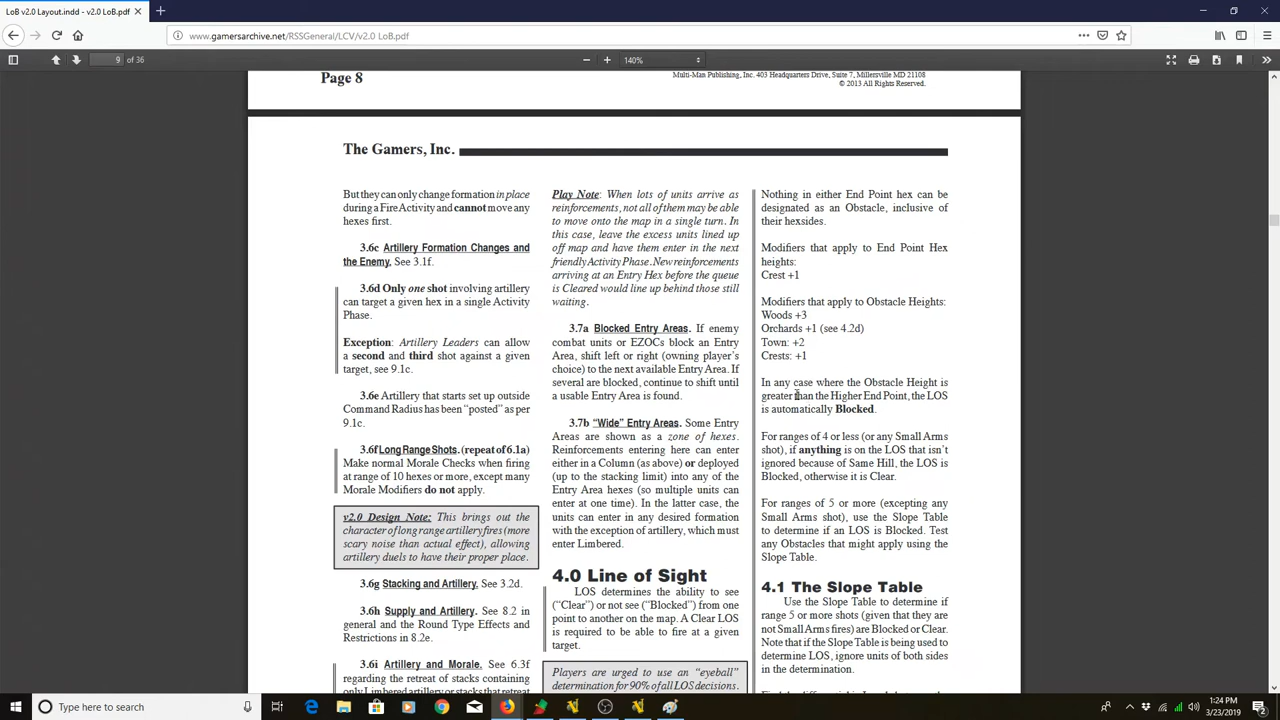 LoB v2.0 Layout.indd - v2.0 LoB.pdf
www.gamersarchive.net/RSSGeneral/LCV/v2.0 LoB.pdf
9 of 36
140%
Page 8
Multi-Man Publishing, Inc. 403 Headquarters Drive, Suite 7, Millersville MD 21108
© 2013 All Rights Reserved.
The Gamers, Inc.
But they can only change formation in place
during a Fire Activity and cannot move any
hexes first.
3.6c Artillery Formation Changes and
the Enemy. See 3.1f.
3.6d Only one shot involving artillery
can target a given hex in a single Activity
Phase.
Exception: Artillery Leaders can allow
a second and third shot against a given
target, see 9.1c.
3.6e Artillery that starts set up outside
Command Radius has been “posted” as per
9.1c.
3.6f Long Range Shots. (repeat of 6.1a)
Make normal Morale Checks when firing
at range of 10 hexes or more, except many
Morale Modifiers do not apply.
v2.0 Design Note: This brings out the
character of long range artillery fires (more
scary noise than actual effect), allowing
artillery duels to have their proper place.
3.6g Stacking and Artillery. See 3.2d.
3.6h Supply and Artillery. See 8.2 in
general and the Round Type Effects and
Restrictions in 8.2e.
3.6i Artillery and Morale. See 6.3f
regarding the retreat of stacks containing
only Limbered artillery or stacks that retreat
Play Note: When lots of units arrive as
reinforcements, not all of them may be able
to move onto the map in a single turn. In
this case, leave the excess units lined up
off map and have them enter in the next
friendly Activity Phase. New reinforcements
arriving at an Entry Hex before the queue
is Cleared would line up behind those still
waiting.
3.7a Blocked Entry Areas. If enemy
combat units or EZOCs block an Entry
Area, shift left or right (owning player’s
choice) to the next available Entry Area. If
several are blocked, continue to shift until
a usable Entry Area is found.
3.7b “Wide” Entry Areas. Some Entry
Areas are shown as a zone of hexes.
Reinforcements entering here can enter
either in a Column (as above) or deployed
(up to the stacking limit) into any of the
Entry Area hexes (so multiple units can
enter at one time). In the latter case, the
units can enter in any desired formation
with the exception of artillery, which must
enter Limbered.
4.0 Line of Sight
LOS determines the ability to see
(“Clear”) or not see (“Blocked”) from one
point to another on the map. A Clear LOS
is required to be able to fire at a given
target.
Players are urged to use an “eyeball”
determination for 90% of all LOS decisions.
Nothing in either End Point hex can be
designated as an Obstacle, inclusive of
their hexsides.
Modifiers that apply to End Point Hex
heights:
Crest +1
Modifiers that apply to Obstacle Heights:
Woods +3
Orchards +1 (see 4.2d)
Town: +2
Crests: +1
In any case where the Obstacle Height is
greater than the Higher End Point, the LOS
is automatically Blocked.
For ranges of 4 or less (or any Small Arms
shot), if anything is on the LOS that isn’t
ignored because of Same Hill, the LOS is
Blocked, otherwise it is Clear.
For ranges of 5 or more (excepting any
Small Arms shot), use the Slope Table
to determine if an LOS is Blocked. Test
any Obstacles that might apply using the
Slope Table.
4.1 The Slope Table
Use the Slope Table to determine if
range 5 or more shots (given that they are
not Small Arms fires) are Blocked or Clear.
Note that if the Slope Table is being used to
determine LOS, ignore units of both sides
in the determination.
Type here to search
1:24 PM
3/23/2019